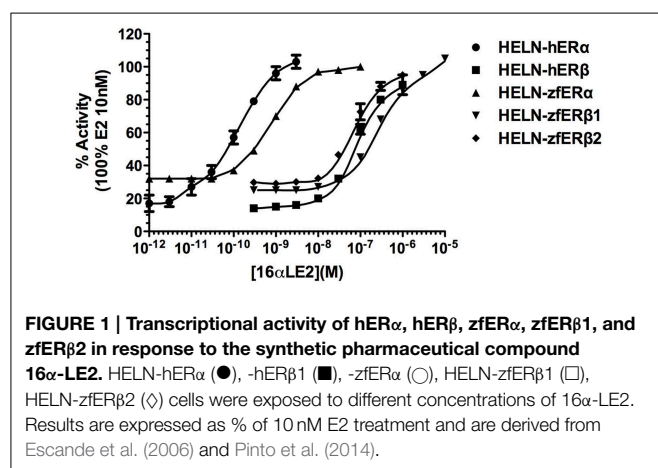 120
100
80
60
40
20
0
% Activity
(100% E2 10nM)
10-12 10-11 10-10 10-9 10-8 10-7 10-6 10-5
[16αLE2](M)
HELN-hERα
HELN-hERβ
HELN-zfERα
HELN-zfERβ1
HELN-zfERβ2
FIGURE 1 | Transcriptional activity of hERα, hERβ, zfERα, zfERβ1, and
zfERβ2 in response to the synthetic pharmaceutical compound
16α-LE2. HELN-hERα (●), -hERβ1 (■), -zfERα (○), HELN-zfERβ1 (□),
HELN-zfERβ2 (◇) cells were exposed to different concentrations of 16α-LE2.
Results are expressed as % of 10 nM E2 treatment and are derived from
Escande et al. (2006) and Pinto et al. (2014).